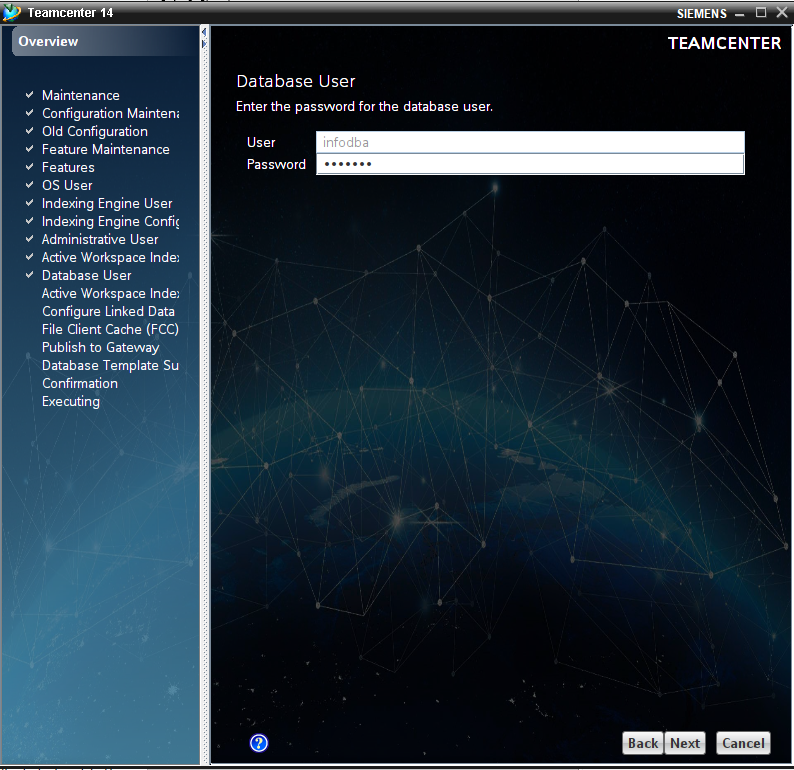 Teamcenter 14
SIEMENS
Overview
Maintenance
Configuration Maintena
Old Configuration
Feature Maintenance
Features
OS User
Indexing Engine User
Indexing Engine Config
Administrative User
Active Workspace Index
Database User
Active Workspace Index
Configure Linked Data
File Client Cache (FCC)
Publish to Gateway
Database Template Su
Confirmation
Executing
TEAMCENTER
Database User
Enter the password for the database user.
User infodba
Password •••••••
?
Back Next Cancel